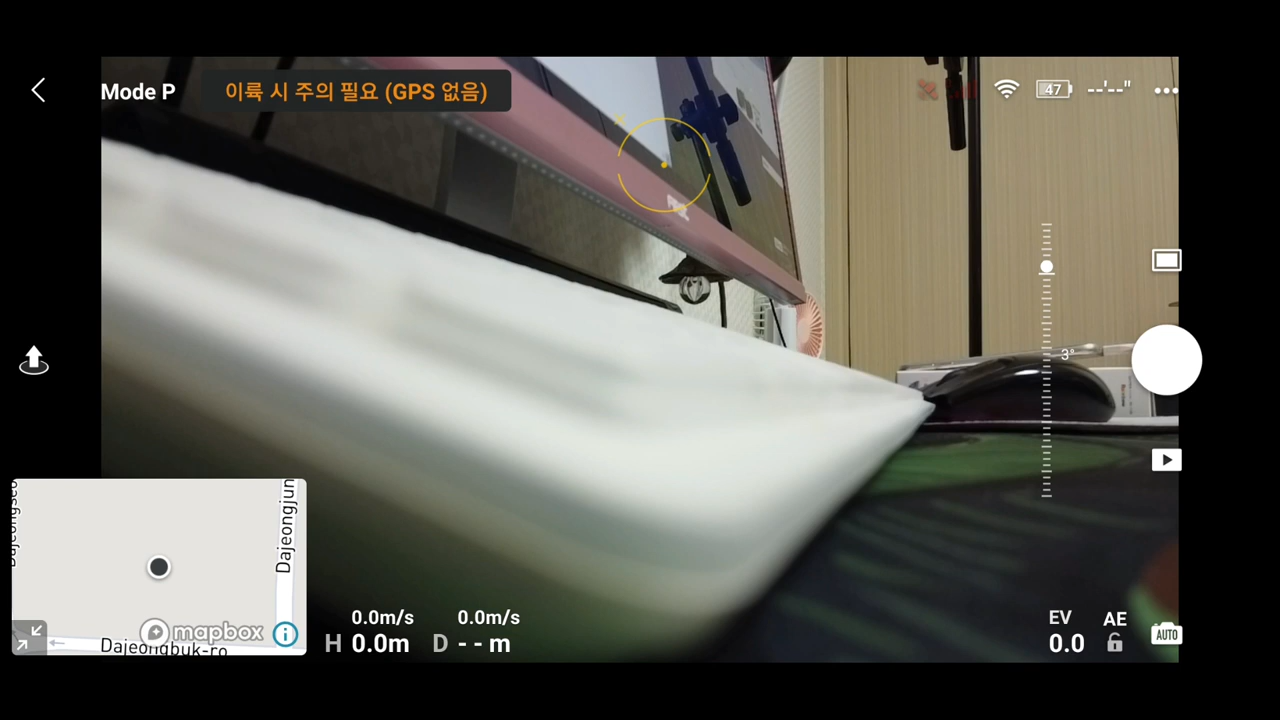 Mode P
이륙 시 주의 필요 (GPS 없음)
47
--'--"
3°
Dajeongjun
mapbox
Dajeongbuk-ro
0.0m/s
0.0m/s
H 0.0m
D - - m
EV
0.0
AE
AUTO